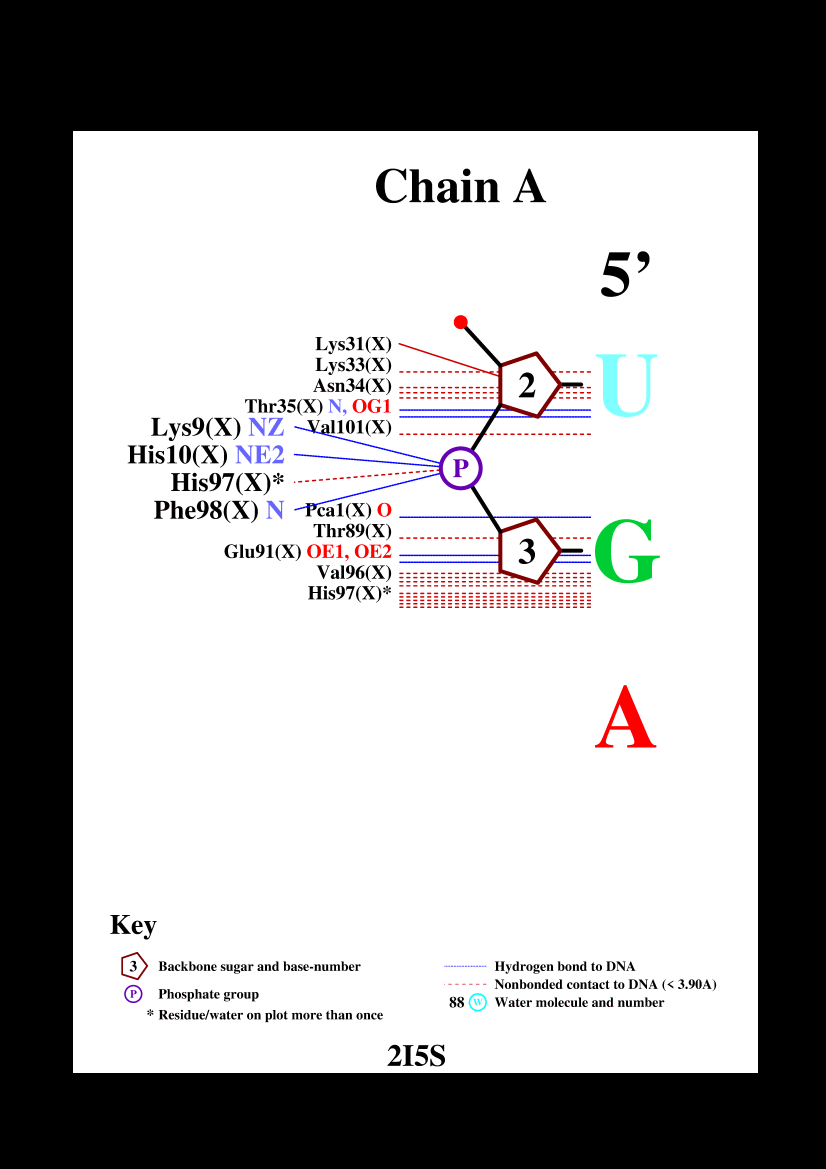 Chain A
5’
Lys31(X)
Lys33(X)
Asn34(X)
Thr35(X) N, OG1
Val101(X)
U
2
Lys9(X) NZ
His10(X) NE2
His97(X)*
Phe98(X) N
P
Pca1(X) O
Thr89(X)
Glu91(X) OE1, OE2
Val96(X)
His97(X)*
3
G
A
Key
3 Backbone sugar and base-number
P Phosphate group
* Residue/water on plot more than once
Hydrogen bond to DNA
Nonbonded contact to DNA (< 3.90A)
88 W Water molecule and number
2I5S